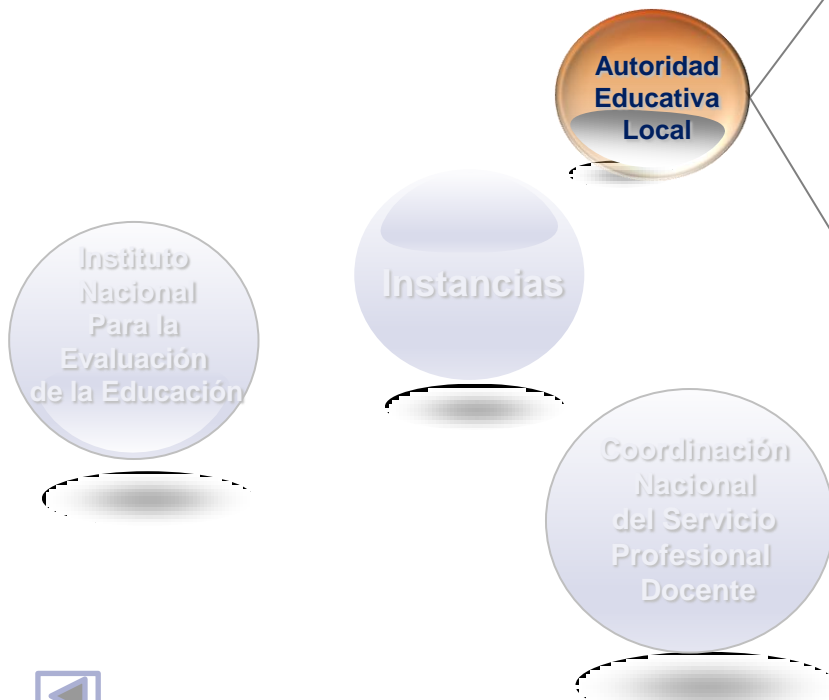 Autoridad
Educativa
Local
Instancias
Instituto
Nacional
Para la
Evaluación
de la Educación
Coordinación
Nacional
del Servicio
Profesional
Docente